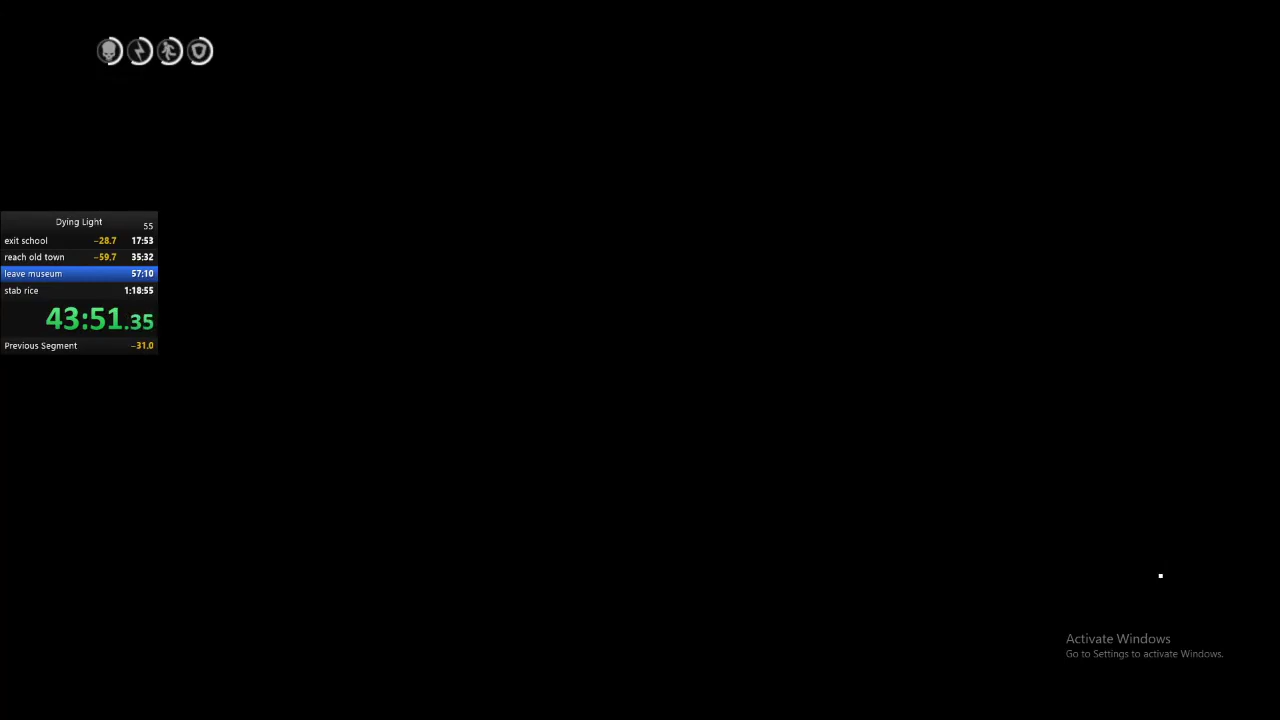 Dying Light
55
exit school -28.7 17:53
reach old town -59.7 35:32
leave museum 57:10
stab rice 1:18:55
43:51.35
Previous Segment -31.0
Activate Windows
Go to Settings to activate Windows.